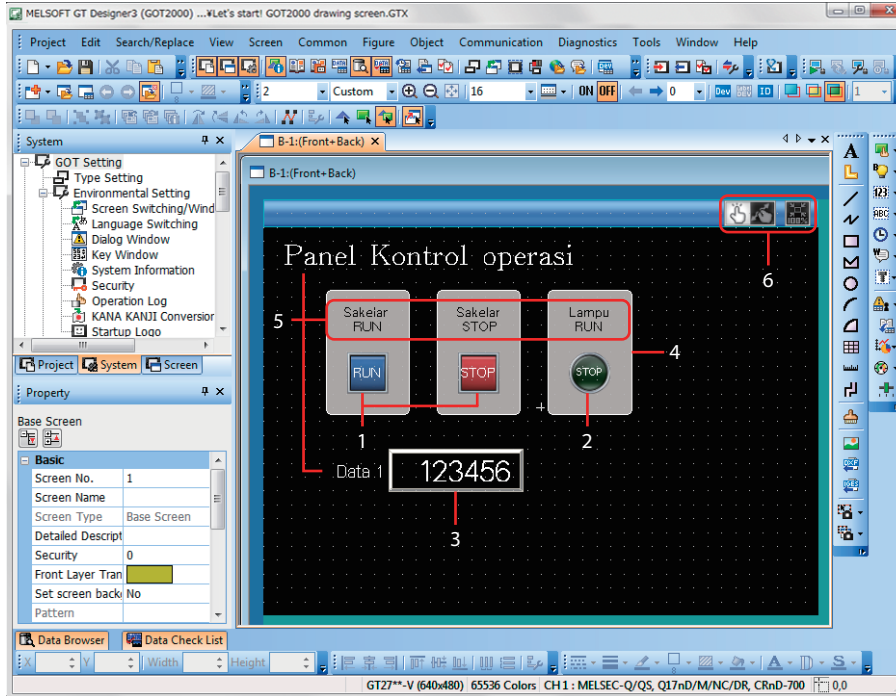 MELSOFT GT Designer3 (GOT2000) ...¥Let's start! GOT2000 drawing screen.GTX
Project Edit Search/Replace View Screen Common Figure Object Communication Diagnostics Tools Window Help
2 Custom 16 ON OFF 0 Dev ID 1
System
B-1:(Front+Back)
B-1:(Front+Back)
GOT Setting
Type Setting
Environmental Setting
Screen Switching/Wind
Language Switching
Dialog Window
Key Window
System Information
Security
Operation Log
KANA KANJI Conversior
Startup Logo
Project System Screen
Property
Base Screen
Basic
Screen No. 1
Screen Name
Screen Type Base Screen
Detailed Descript
Security 0
Front Layer Tran
Set screen back No
Pattern
Data Browser Data Check List
100%
6
Panel Kontrol operasi
5
Sakelar RUN
Sakelar STOP
Lampu RUN
4
RUN
STOP
STOP
1
2
Data 1
123456
3
X Y Width Height
GT27**-V (640x480) 65536 Colors CH1 : MELSEC-Q/QS, Q17nD/M/NC/DR, CRnD-700 0,0